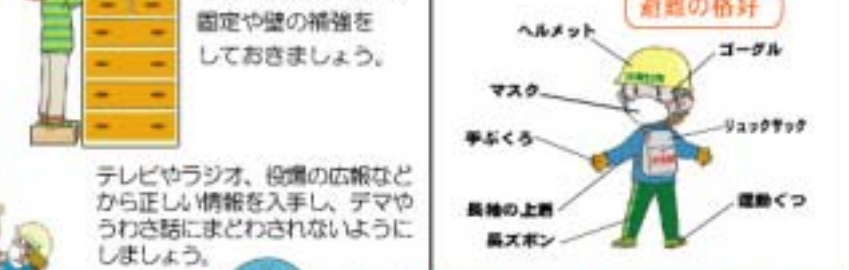 固定や壁の補強を
しておきましょう。
テレビやラジオ、役場の広報など
から正しい情報を入手し、デマや
うわさ話にまどわされないように
しましょう。
避難の格好
ヘルメット
ゴーグル
マスク
手ぶくろ
リュックサック
長袖の上着
運動ぐつ
長ズボン